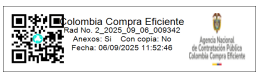 Colombia Compra Eficiente
Rad No. 2_2025_09_06_009342
Anexos: Si Con copia: No
Fecha: 06/09/2025 11:52:46
Agencia Nacional
de Contratación Pública
Colombia Compra Eficiente